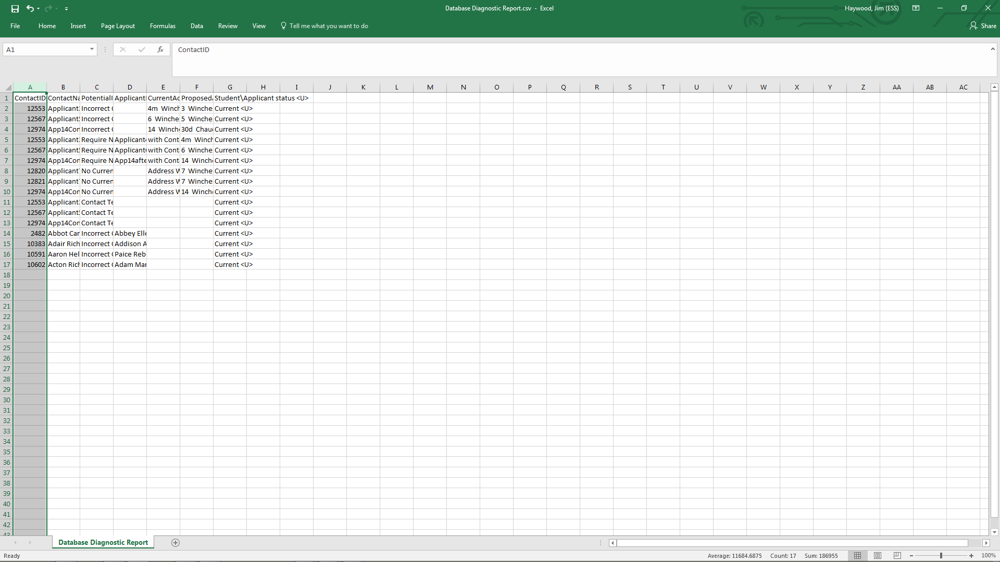 Database Diagnostic Report.csv - Excel
Haywood, Jim (ESS)
File Home Insert Page Layout Formulas Data Review View Tell me what you want to do Share
A1 fx ContactID
A B C D E F G H I J K L M N O P Q R S T U V W X Y Z AA AB AC
1 ContactID ContactNa PotentialI Applicant CurrentAd Proposed Student\Applicant status <U>
2 12553 Applicant Incorrect 4m Winch 3 Winche Current <U>
3 12567 Applicant Incorrect 6 Winche 5 Winche Current <U>
4 12974 App14Con Incorrect 14 Winch 30d Chau Current <U>
5 12553 Applicant Require N Applicant with Cont 4m Winch Current <U>
6 12567 Applicant Require N Applicant with Cont 6 Winche Current <U>
7 12974 App14Con Require N App14afte with Cont 14 Winch Current <U>
8 12820 Applicant No Curren Address W 7 Winche Current <U>
9 12821 Applicant No Curren Address W 7 Winche Current <U>
10 12974 App14Con No Curren Address W 14 Winch Current <U>
11 12553 Applicant Contact Te Current <U>
12 12567 Applicant Contact Te Current <U>
13 12974 App14Con Contact Te Current <U>
14 2482 Abbot Car Incorrect Abbey Elle Current <U>
15 10383 Adair Rich Incorrect Addison A Current <U>
16 10591 Aaron Hel Incorrect Paice Reb Current <U>
17 10602 Acton Rich Incorrect Adam Mar Current <U>
18
19
20
21
22
23
24
25
26
27
28
29
30
31
32
33
34
35
36
37
38
39
40
41
42
43
Database Diagnostic Report
Ready Average: 11684.6875 Count: 17 Sum: 186955 100%